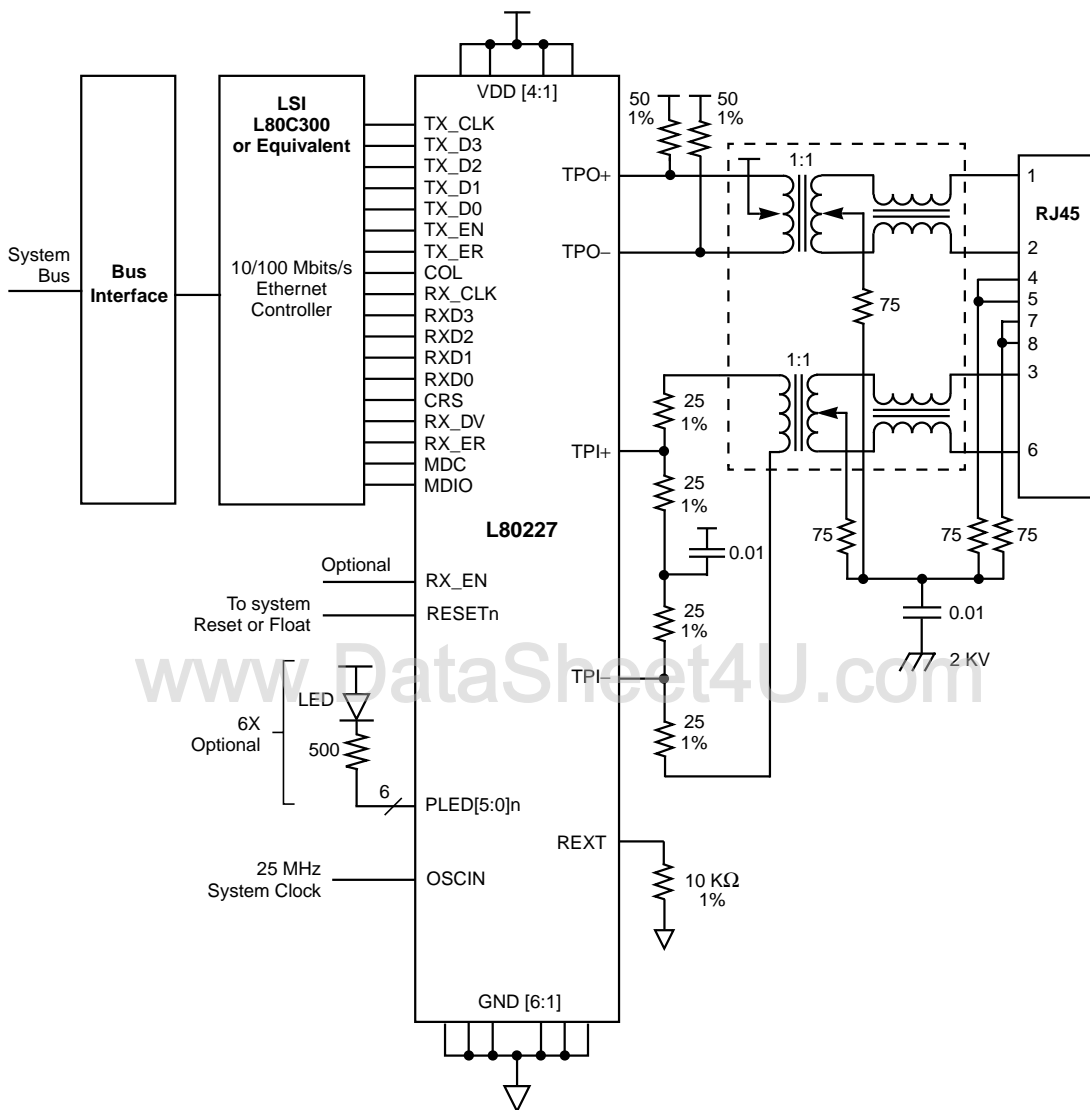 VDD [4:1]
LSI
L80C300
or Equivalent
10/100 Mbits/s
Ethernet
Controller
System
Bus
Bus
Interface
TX_CLK
TX_D3
TX_D2
TX_D1
TX_D0
TX_EN
TX_ER
COL
RX_CLK
RXD3
RXD2
RXD1
RXD0
CRS
RX_DV
RX_ER
MDC
MDIO
L80227
Optional
RX_EN
To system
Reset or Float
RESETn
LED
6X
Optional
500
6
PLED[5:0]n
25 MHz
System Clock
OSCIN
GND [6:1]
TPO+
TPO–
TPI+
TPI–
REXT
50
1%
50
1%
1:1
75
1:1
25
1%
25
1%
0.01
25
1%
25
1%
10 KΩ
1%
RJ45
1
2
4
5
7
8
3
6
75
75
75
0.01
2 KV
www.DataSheet4U.com